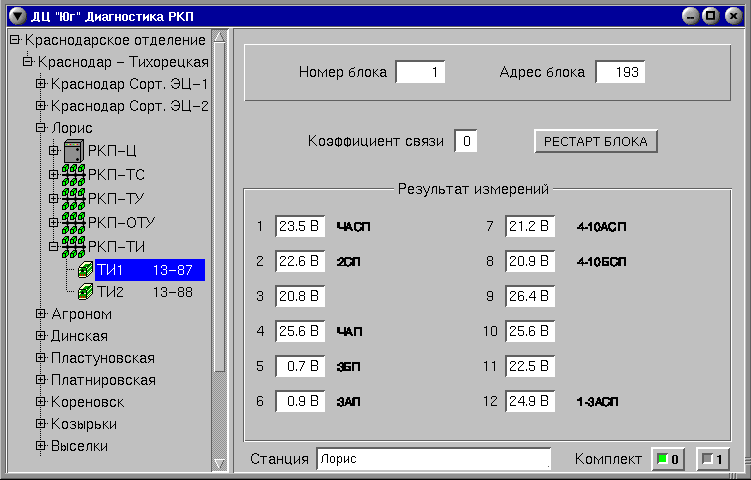 ДЦ "Юг" Диагностика РКП
Краснодарское отделение
Краснодар – Тихорецкая
Краснодар Сорт. ЭЦ-1
Краснодар Сорт. ЭЦ-2
Лорис
РКП-Ц
РКП-ТС
РКП-ТУ
РКП-ОТУ
РКП-ТИ
ТИ1 13-87
ТИ2 13-88
Агроном
Динская
Пластуновская
Платнировская
Кореновск
Козырьки
Выселки
Номер блока 1 Адрес блока 193
Коэффициент связи 0 РЕСТАРТ БЛОКА
Результат измерений
1 23.5 В ЧАСП 7 21.2 В 4-10АСП
2 22.6 В 2СП 8 20.9 В 4-10БСП
3 20.8 В 9 26.4 В
4 25.6 В ЧАП 10 25.6 В
5 0.7 В 3БП 11 22.5 В
6 0.9 В 3АП 12 24.9 В 1-3АСП
Станция Лорис Комплект 0 1